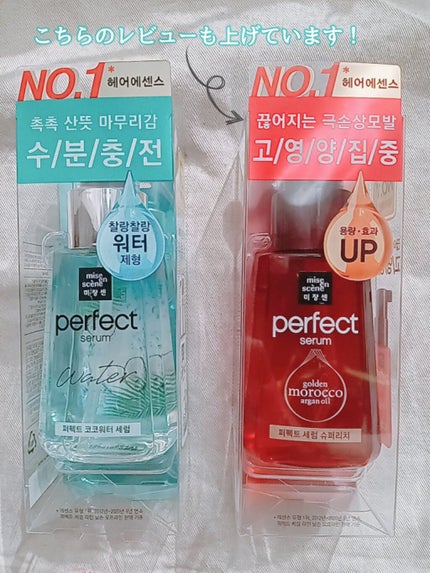 こちらのレビューも上げています！
NO.1*
헤어에센스
촉촉 산뜻 마무리감
수/분/충/전
찰랑찰랑
워터
제형
mise
en
scène
미쟝센
perfect
serum
water
퍼펙트 코코워터 세럼
NO.1*
헤어에센스
끊어지는 극손상모발
고/영/양/집/중
용량·효과
UP
mise
en
scène
미쟝센
perfect
serum
golden
morocco
argan oil
퍼펙트 세럼 슈퍼리치